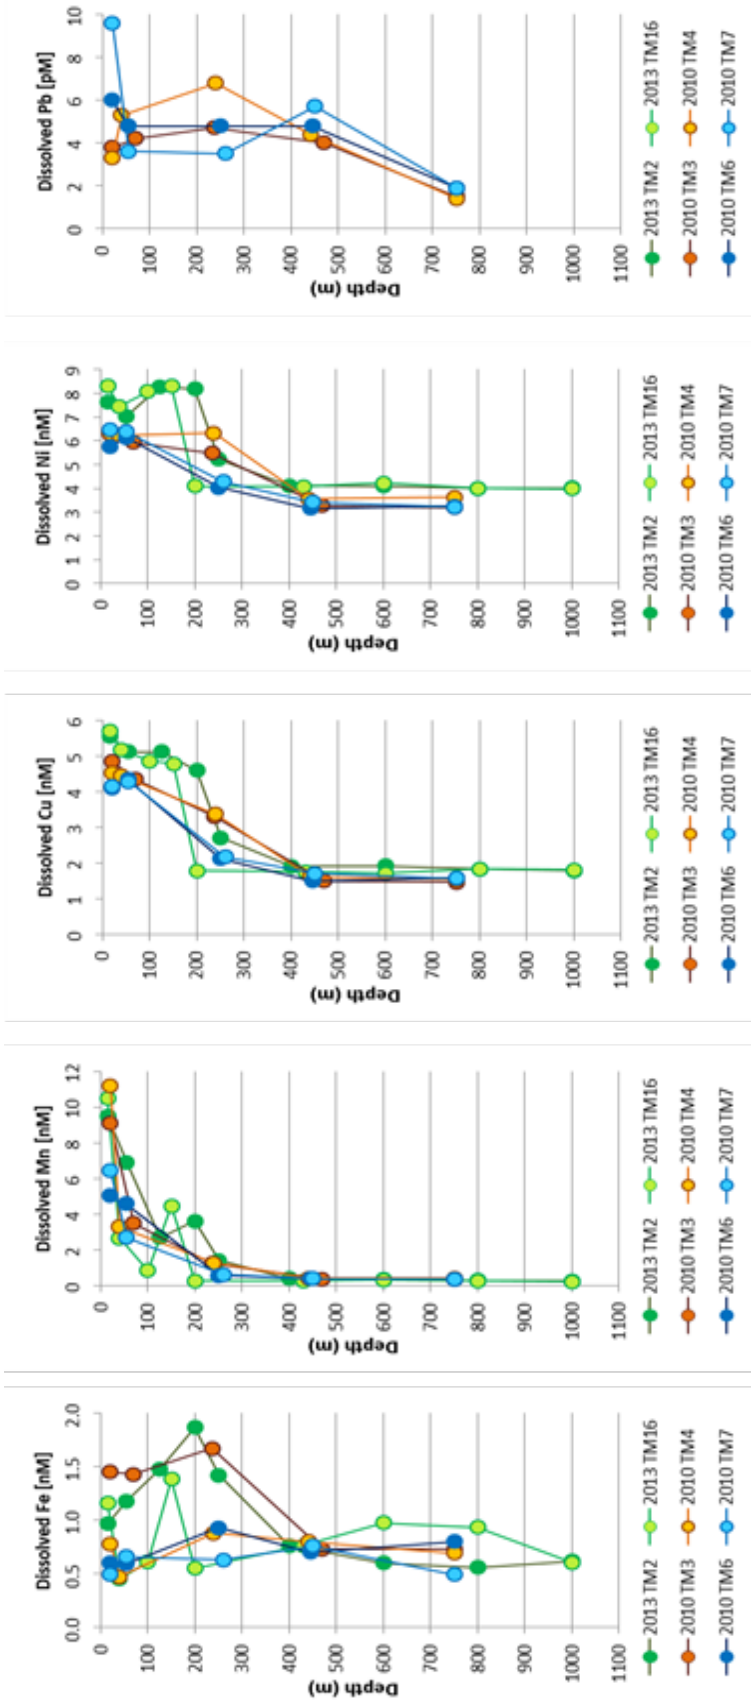 Dissolved Fe [nM]
0.0 0.5 1.0 1.5 2.0
0
100
200
300
400
500
600
700
800
900
1000
1100
Depth (m)
2013 TM2 2013 TM16
2010 TM3 2010 TM4
2010 TM6 2010 TM7
Dissolved Mn [nM]
0 2 4 6 8 10 12
0
100
200
300
400
500
600
700
800
900
1000
1100
Depth (m)
2013 TM2 2013 TM16
2010 TM3 2010 TM4
2010 TM6 2010 TM7
Dissolved Cu [nM]
0 1 2 3 4 5 6
0
100
200
300
400
500
600
700
800
900
1000
1100
Depth (m)
2013 TM2 2013 TM16
2010 TM3 2010 TM4
2010 TM6 2010 TM7
Dissolved Ni [nM]
0 1 2 3 4 5 6 7 8 9
0
100
200
300
400
500
600
700
800
900
1000
1100
Depth (m)
2013 TM2 2013 TM16
2010 TM3 2010 TM4
2010 TM6 2010 TM7
Dissolved Pb [pM]
0 2 4 6 8 10
0
100
200
300
400
500
600
700
800
900
1000
1100
Depth (m)
2013 TM2 2013 TM16
2010 TM3 2010 TM4
2010 TM6 2010 TM7